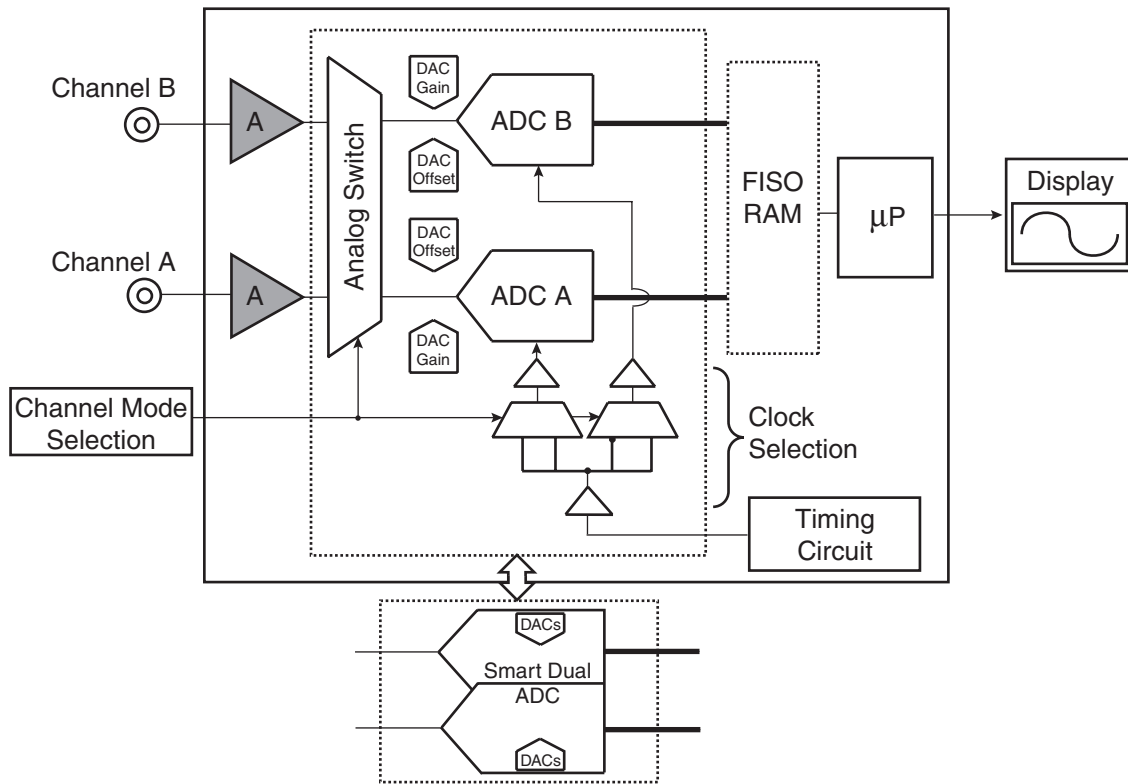 Channel B
A
Analog Switch
DAC
Gain
ADC B
DAC
Offset
FISO
RAM
µP
Display
Channel A
A
DAC
Offset
ADC A
DAC
Gain
Channel Mode
Selection
Clock
Selection
Timing
Circuit
DACs
Smart Dual
ADC
DACs